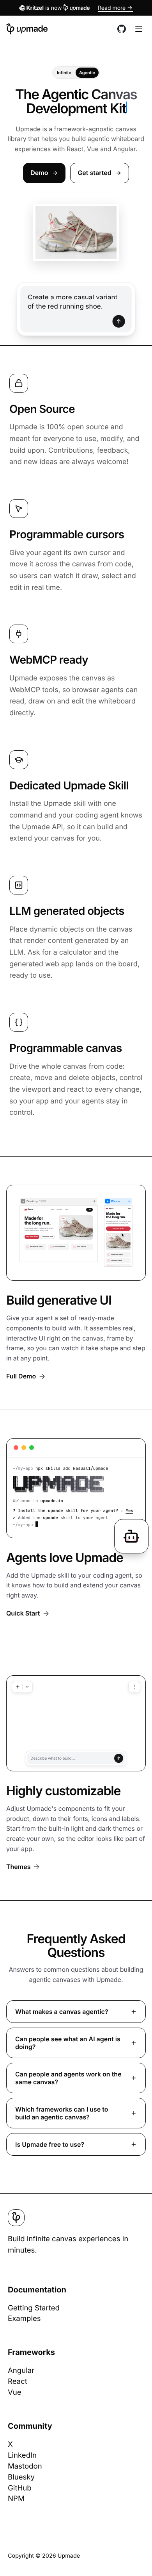 Kritzel is now upmade Read more →
upmade
Infinite Agentic
The Agentic Canvas
Development Kit
Upmade is a framework-agnostic canvas
library that helps you build agentic whiteboard
experiences with React, Vue and Angular.
Demo → Get started →
Create a more casual variant
of the red running shoe.
Open Source
Upmade is 100% open source and
meant for everyone to use, modify, and
build upon. Contributions, feedback,
and new ideas are always welcome!
Programmable cursors
Give your agent its own cursor and
move it across the canvas from code,
so users can watch it draw, select and
edit in real time.
WebMCP ready
Upmade exposes the canvas as
WebMCP tools, so browser agents can
read, draw on and edit the whiteboard
directly.
Dedicated Upmade Skill
Install the Upmade skill with one
command and your coding agent knows
the Upmade API, so it can build and
extend your canvas for you.
LLM generated objects
Place dynamic objects on the canvas
that render content generated by an
LLM. Ask for a calculator and the
generated web app lands on the board,
ready to use.
Programmable canvas
Drive the whole canvas from code:
create, move and delete objects, control
the viewport and react to every change,
so your app and your agents stay in
control.
Made for
the long run.
Build generative UI
Give your agent a set of ready-made
components to build with. It assembles real,
interactive UI right on the canvas, frame by
frame, so you can watch it take shape and step
in at any point.
Full Demo →
~/my-app npx skills add kasual1/upmade
UPMADE
Welcome to upmade.io
? Install the upmade skill for your agent? › Yes
✓ Added the upmade skill to your agent
~/my-app
Agents love Upmade
Add the Upmade skill to your coding agent, so
it knows how to build and extend your canvas
right away.
Quick Start →
Describe what to build...
Highly customizable
Adjust Upmade's components to fit your
product, down to their fonts, icons and labels.
Start from the built-in light and dark themes or
create your own, so the editor looks like part of
your app.
Themes →
Frequently Asked
Questions
Answers to common questions about building
agentic canvases with Upmade.
What makes a canvas agentic? +
Can people see what an AI agent is
doing? +
Can people and agents work on the
same canvas? +
Which frameworks can I use to
build an agentic canvas? +
Is Upmade free to use? +
Build infinite canvas experiences in
minutes.
Documentation
Getting Started
Examples
Frameworks
Angular
React
Vue
Community
X
LinkedIn
Mastodon
Bluesky
GitHub
NPM
Copyright © 2026 Upmade